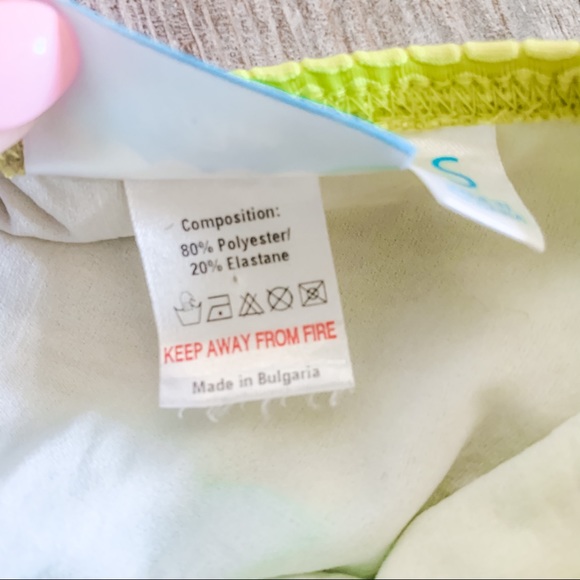 S
Composition:
80% Polyester/
20% Elastane
KEEP AWAY FROM FIRE
Made in Bulgaria